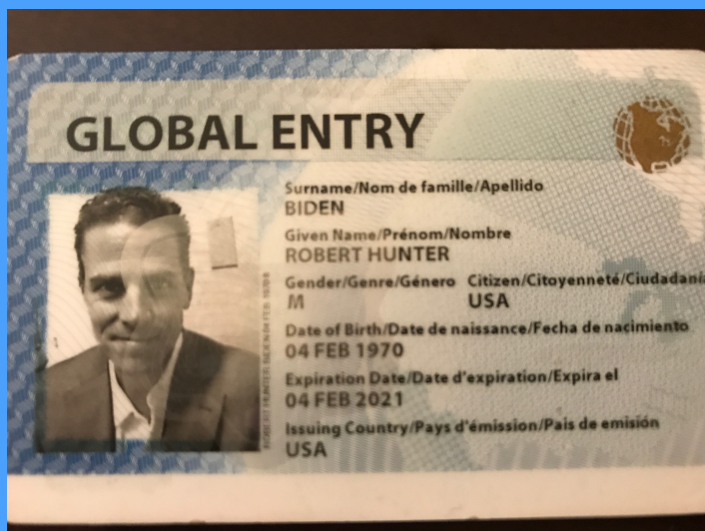 GLOBAL ENTRY
Surname/Nom de famille/Apellido
BIDEN
Given Name/Prénom/Nombre
ROBERT HUNTER
Gender/Genre/Género Citizen/Citoyenneté/Ciudadaní
M USA
Date of Birth/Date de naissance/Fecha de nacimiento
04 FEB 1970
Expiration Date/Date d'expiration/Expira el
04 FEB 2021
Issuing Country/Pays d'émission/Pais de emisión
USA